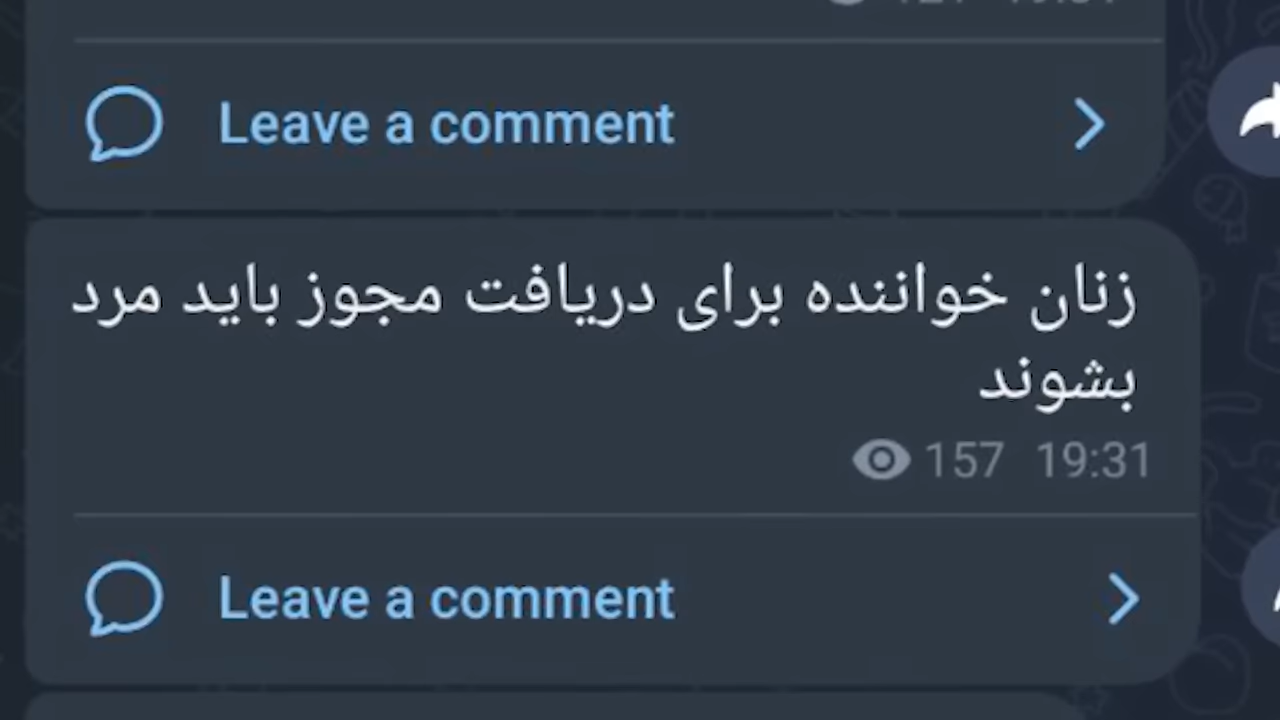 Leave a comment
زنان خواننده برای دریافت مجوز باید مرد
بشوند
157 19:31
Leave a comment